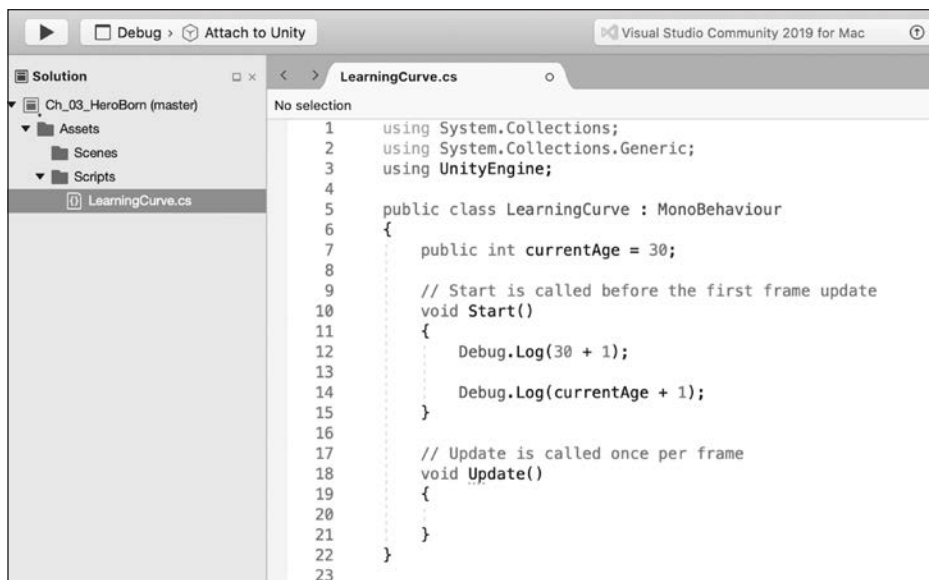 Debug › Attach to Unity
Visual Studio Community 2019 for Mac
Solution
Ch_03_HeroBorn (master)
Assets
Scenes
Scripts
LearningCurve.cs
LearningCurve.cs
No selection
1 using System.Collections;
2 using System.Collections.Generic;
3 using UnityEngine;
4
5 public class LearningCurve : MonoBehaviour
6 {
7 public int currentAge = 30;
8
9 // Start is called before the first frame update
10 void Start()
11 {
12 Debug.Log(30 + 1);
13
14 Debug.Log(currentAge + 1);
15 }
16
17 // Update is called once per frame
18 void Update()
19 {
20
21 }
22 }
23